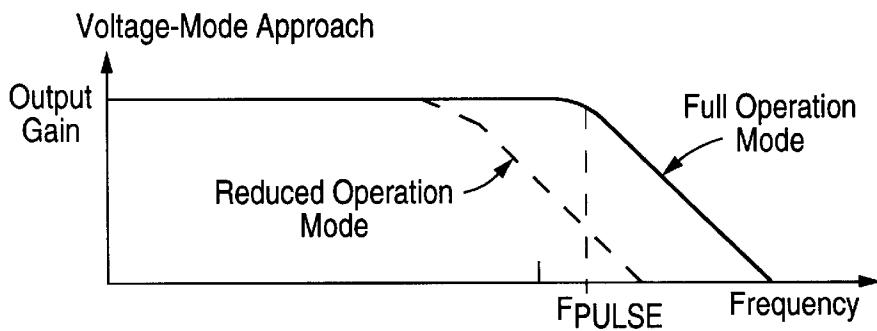 Voltage-Mode Approach
Output
Gain
Full Operation
Mode
Reduced Operation
Mode
FPULSE
Frequency